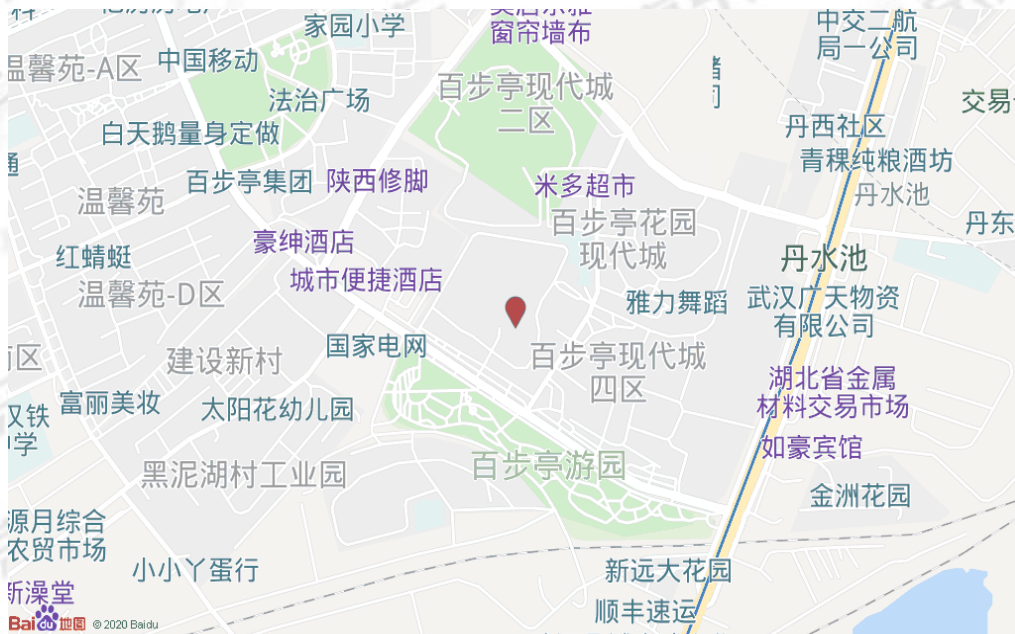 家园小学
窗帘墙布
中交二航
局一公司
温馨苑-A区
中国移动
百步亭现代城
二区
法治广场
交易
白天鹅量身定做
丹西社区
青稞纯粮酒坊
通
百步亭集团
陕西修脚
米多超市
丹水池
温馨苑
百步亭花园
现代城
丹东
豪绅酒店
红蜻蜓
丹水池
城市便捷酒店
温馨苑-D区
雅力舞蹈
武汉广天物资
有限公司
国家电网
建设新村
百步亭现代城
四区
湖北省金属
材料交易市场
富丽美妆
太阳花幼儿园
汉铁
中学
如豪宾馆
百步亭游园
黑泥湖村工业园
金洲花园
源月综合
农贸市场
小小丫蛋行
新远大花园
新澡堂
顺丰速运
Bai du 地图 © 2020 Baidu